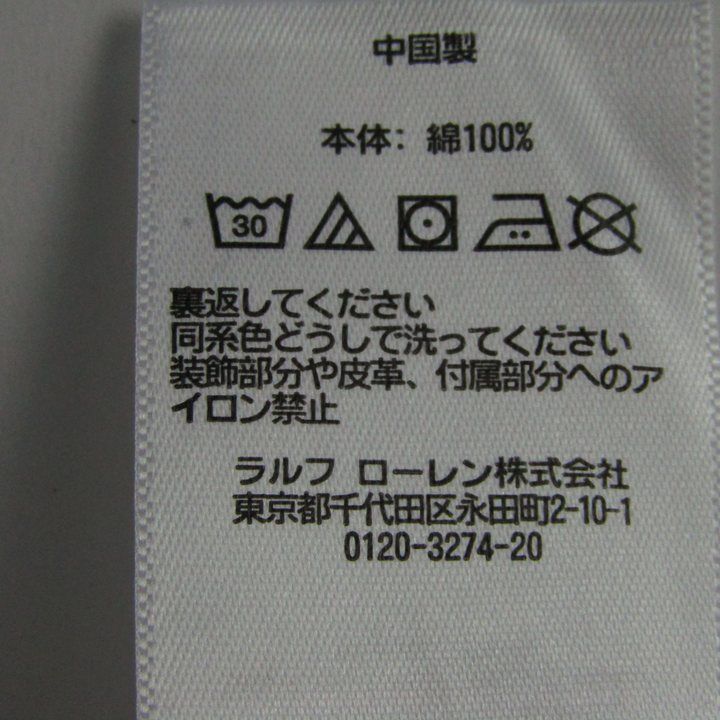 中国製
本体: 綿100%
30
裏返してください
同系色どうしで洗ってください
装飾部分や皮革、付属部分へのア
イロン禁止
ラルフ ローレン株式会社
東京都千代田区永田町2-10-1
0120-3274-20